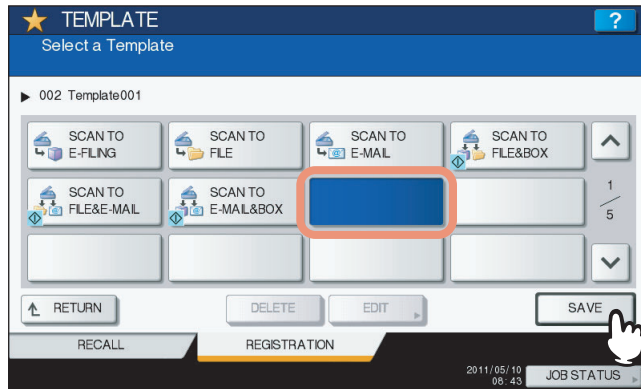 TEMPLATE
?
Select a Template
002 Template001
SCAN TO
E-FILING
SCAN TO
FILE
SCAN TO
E-MAIL
SCAN TO
FILE&BOX
SCAN TO
FILE&E-MAIL
SCAN TO
E-MAIL&BOX
1
5
RETURN
DELETE
EDIT
SAVE
RECALL
REGISTRATION
2011/05/10
08:43
JOB STATUS